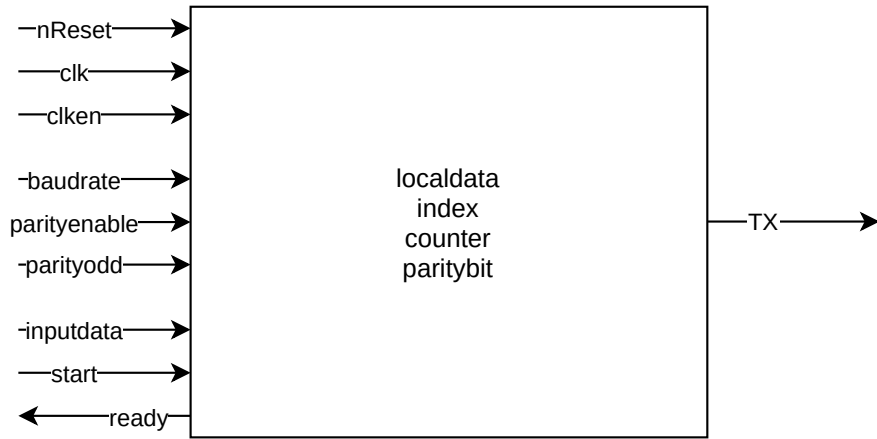 nReset
clk
clken
baudrate
parityenable
parityodd
inputdata
start
ready
localdata
index
counter
paritybit
TX